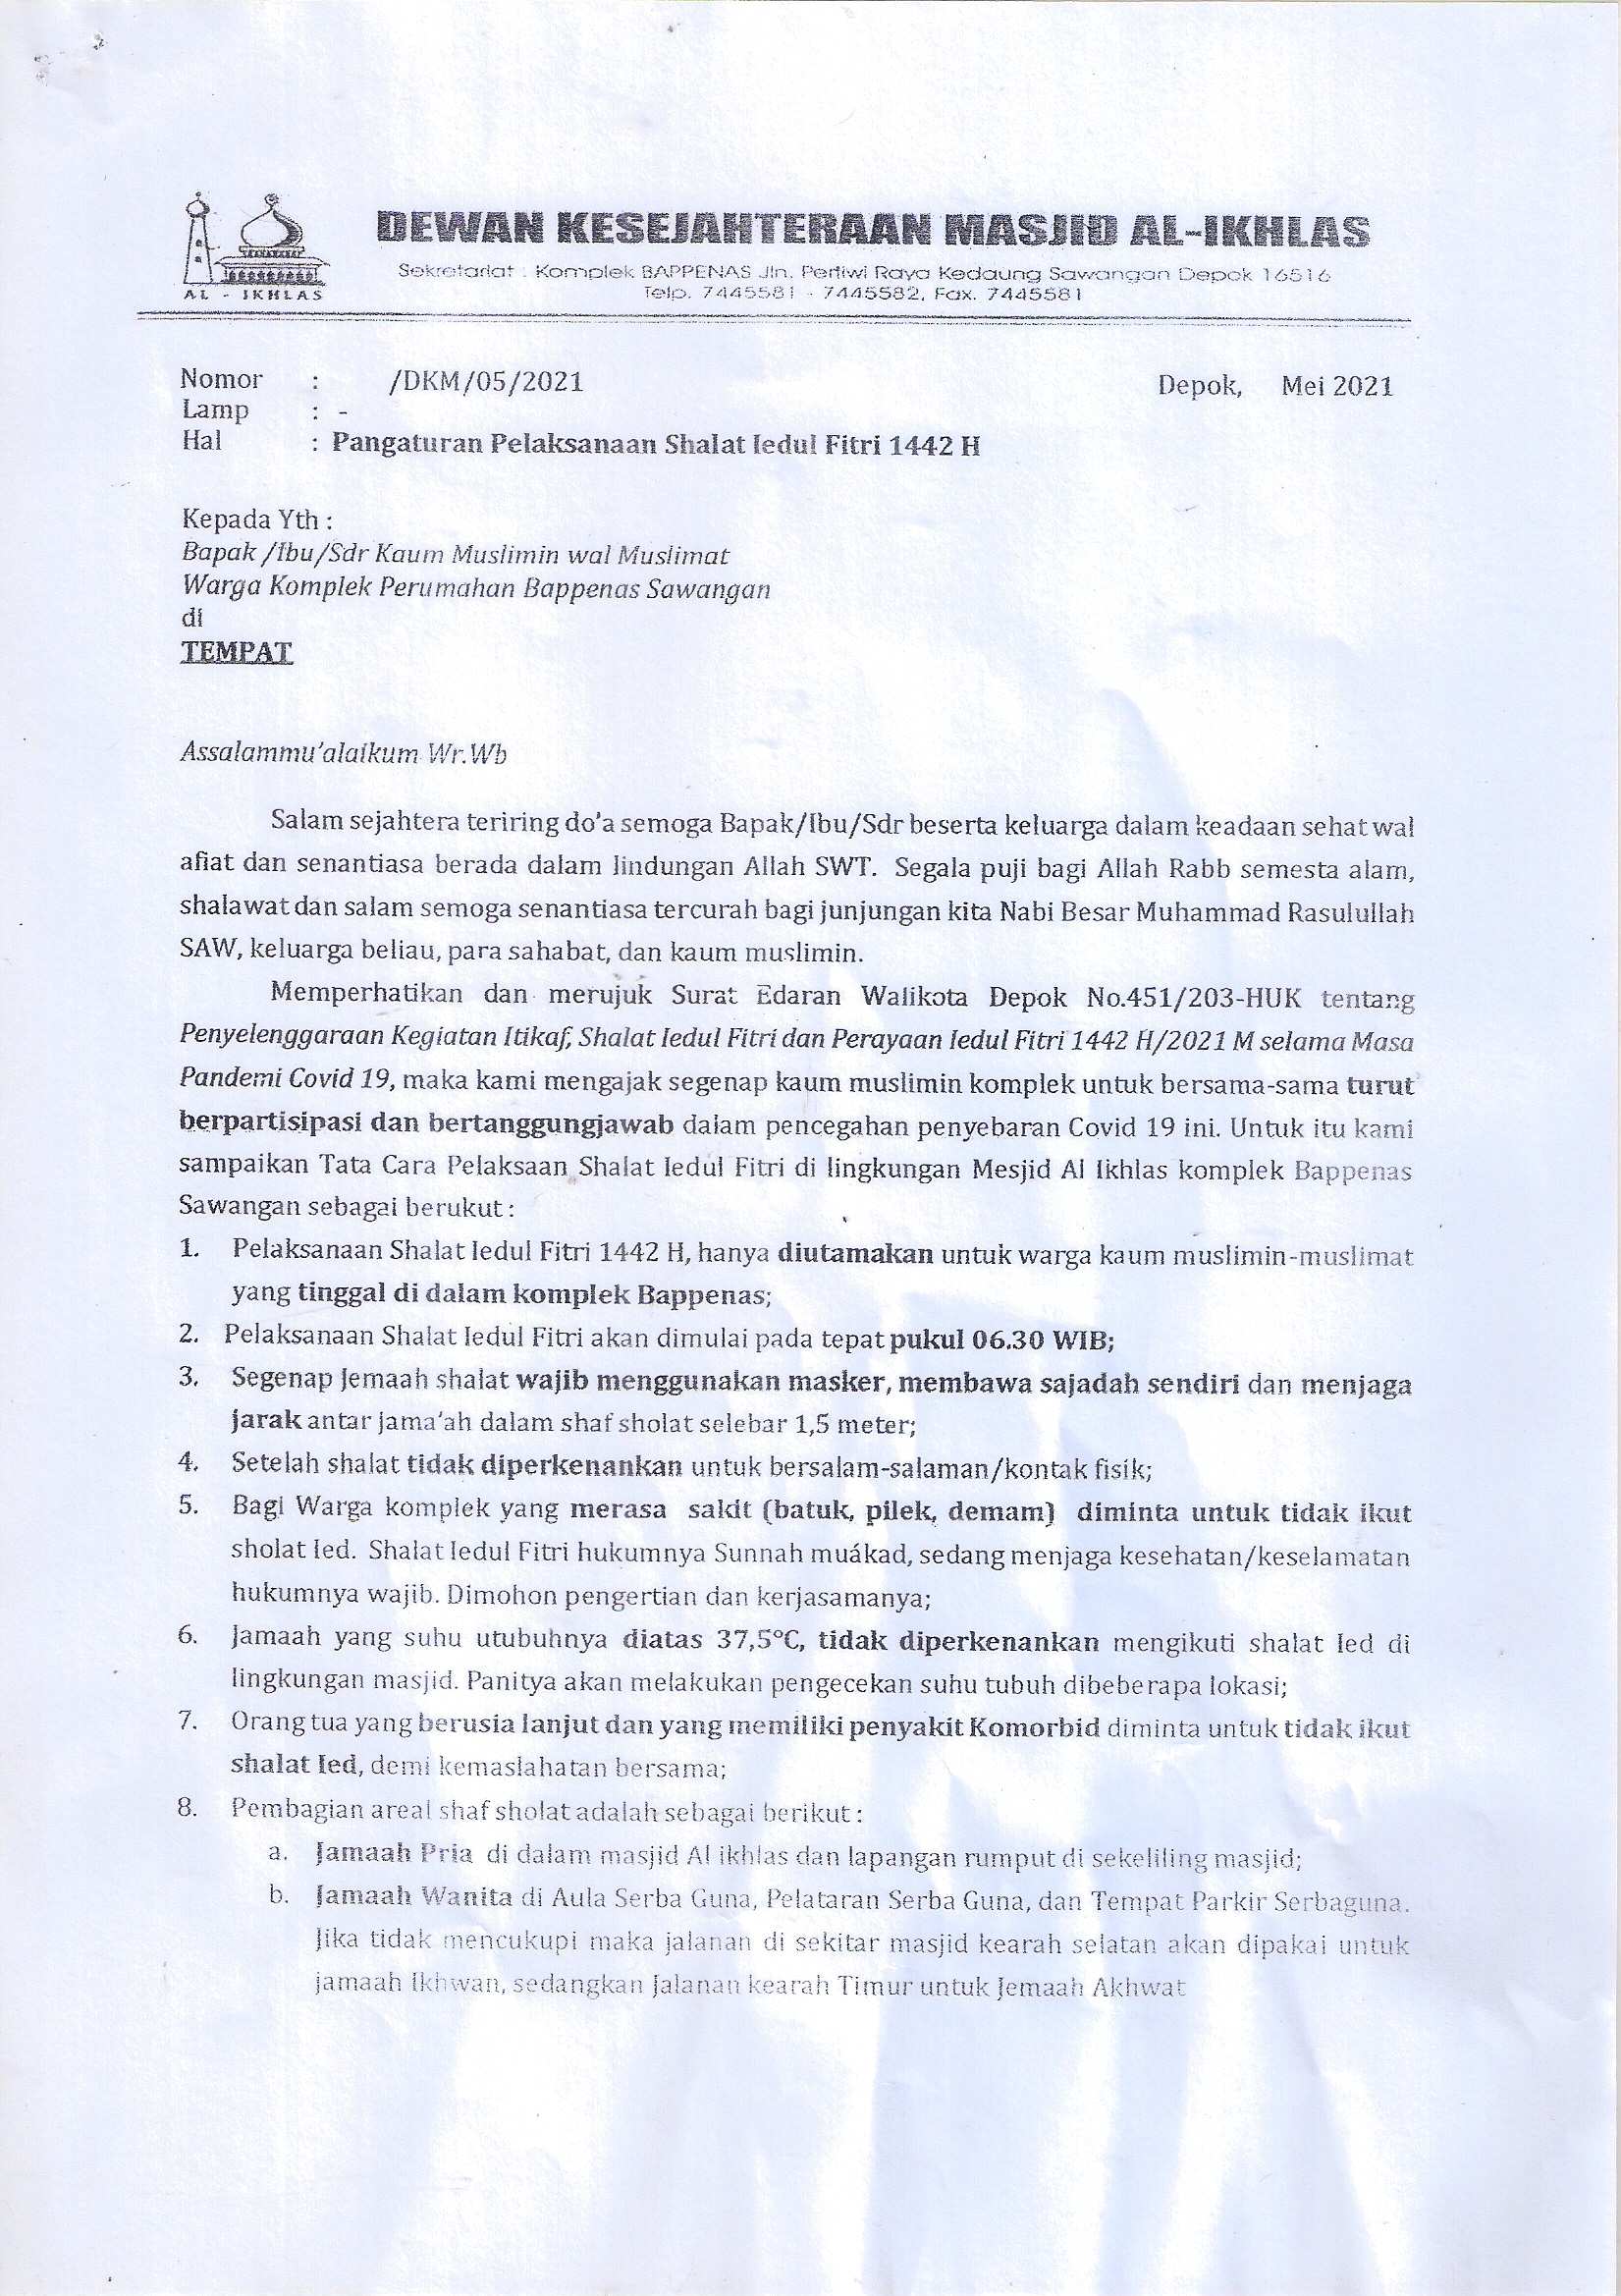 AL - IKHLAS
DEWAN KESEJAHTERAAN MASJID AL-IKHLAS
Sekretariat : Komplek BAPPENAS Jln. Pertiwi Raya Kedaung Sawangan Depok 16516
Telp. 7445581 - 7445582, Fax. 7445581
Nomor : /DKM/05/2021 Depok, Mei 2021
Lamp : -
Hal : Pangaturan Pelaksanaan Shalat Iedul Fitri 1442 H
Kepada Yth :
Bapak /Ibu/Sdr Kaum Muslimin wal Muslimat
Warga Komplek Perumahan Bappenas Sawangan
di
TEMPAT
Assalammu'alaikum Wr.Wb
Salam sejahtera teriring do'a semoga Bapak/Ibu/Sdr beserta keluarga dalam keadaan sehat wal
afiat dan senantiasa berada dalam lindungan Allah SWT. Segala puji bagi Allah Rabb semesta alam,
shalawat dan salam semoga senantiasa tercurah bagi junjungan kita Nabi Besar Muhammad Rasulullah
SAW, keluarga beliau, para sahabat, dan kaum muslimin.
Memperhatikan dan merujuk Surat Edaran Walikota Depok No.451/203-HUK tentang
Penyelenggaraan Kegiatan Itikaf, Shalat Iedul Fitri dan Perayaan Iedul Fitri 1442 H/2021 M selama Masa
Pandemi Covid 19, maka kami mengajak segenap kaum muslimin komplek untuk bersama-sama turut
berpartisipasi dan bertanggungjawab dalam pencegahan penyebaran Covid 19 ini. Untuk itu kami
sampaikan Tata Cara Pelaksaan Shalat Iedul Fitri di lingkungan Mesjid Al Ikhlas komplek Bappenas
Sawangan sebagai berukut :
1. Pelaksanaan Shalat Iedul Fitri 1442 H, hanya diutamakan untuk warga kaum muslimin-muslimat
yang tinggal di dalam komplek Bappenas;
2. Pelaksanaan Shalat Iedul Fitri akan dimulai pada tepat pukul 06.30 WIB;
3. Segenap Jemaah shalat wajib menggunakan masker, membawa sajadah sendiri dan menjaga
jarak antar jama'ah dalam shaf sholat selebar 1,5 meter;
4. Setelah shalat tidak diperkenankan untuk bersalam-salaman/kontak fisik;
5. Bagi Warga komplek yang merasa sakit (batuk, pilek, demam) diminta untuk tidak ikut
sholat Ied. Shalat Iedul Fitri hukumnya Sunnah muákad, sedang menjaga kesehatan/keselamatan
hukumnya wajib. Dimohon pengertian dan kerjasamanya;
6. Jamaah yang suhu utubuhnya diatas 37,5°C, tidak diperkenankan mengikuti shalat Ied di
lingkungan masjid. Panitya akan melakukan pengecekan suhu tubuh dibeberapa lokasi;
7. Orang tua yang berusia lanjut dan yang memiliki penyakit Komorbid diminta untuk tidak ikut
shalat Ied, demi kemaslahatan bersama;
8. Pembagian areal shaf sholat adalah sebagai berikut :
a. Jamaah Pria di dalam masjid Al ikhlas dan lapangan rumput di sekeliling masjid;
b. Jamaah Wanita di Aula Serba Guna, Pelataran Serba Guna, dan Tempat Parkir Serbaguna.
Jika tidak mencukupi maka jalanan di sekitar masjid kearah selatan akan dipakai untuk
jamaah Ikhwan, sedangkan Jalanan kearah Timur untuk Jemaah Akhwat